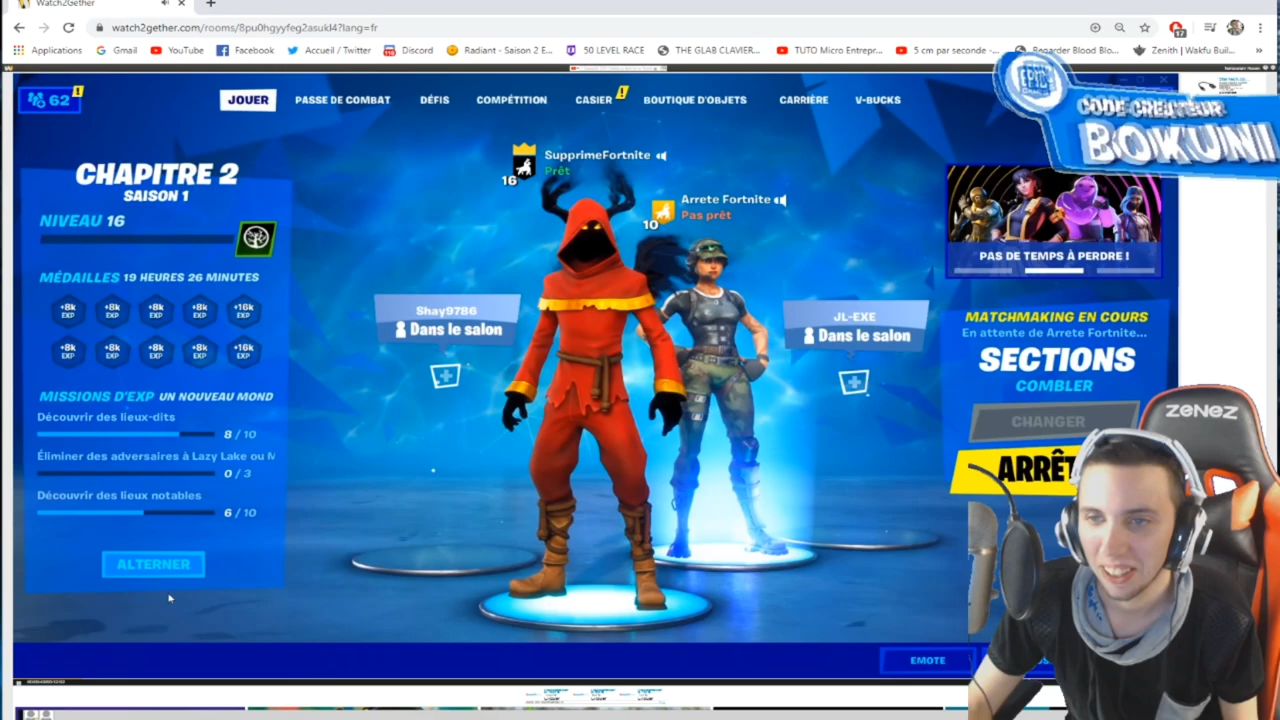 Watch2Gether
watch2gether.com/rooms/8pu0hgyyfeg2asukl4?lang=fr
Applications
Gmail
YouTube
Facebook
Accueil / Twitter
Discord
Radiant - Saison 2 E...
50 LEVEL RACE
THE GLAB CLAVIER...
TUTO Micro Entrepr...
5 cm par seconde -...
Regarder Blood Blo...
Zenith | Wakfu Buil...
17
62
JOUER
PASSE DE COMBAT
DÉFIS
COMPÉTITION
CASIER
BOUTIQUE D'OBJETS
CARRIÈRE
V-BUCKS
CODE CREATEUR
BOKUNI
CHAPITRE 2
SAISON 1
NIVEAU 16
MÉDAILLES 19 HEURES 26 MINUTES
+8k EXP
+8k EXP
+8k EXP
+8k EXP
+16k EXP
+8k EXP
+8k EXP
+8k EXP
+8k EXP
+16k EXP
MISSIONS D'EXP UN NOUVEAU MOND
Découvrir des lieux-dits
8 / 10
Éliminer des adversaires à Lazy Lake ou M
0 / 3
Découvrir des lieux notables
6 / 10
ALTERNER
SupprimeFortnite
Prêt
16
Arrete Fortnite
Pas prêt
10
Shay9786
Dans le salon
JL-EXE
Dans le salon
PAS DE TEMPS À PERDRE !
MATCHMAKING EN COURS
En attente de Arrete Fortnite...
SECTIONS
COMBLER
CHANGER
ARRÊT
EMOTE
ZENEZ